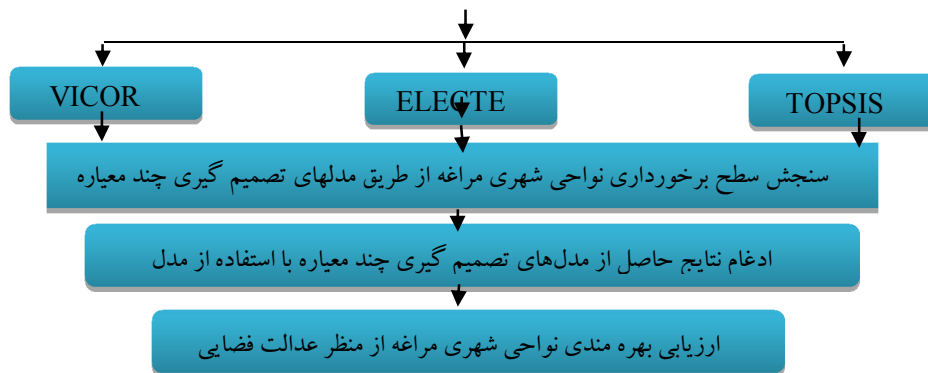 VICOR
ELECTE
TOPSIS
سنجش سطح برخورداری نواحی شهری مراغه از طریق مدلهای تصمیم گیری چند معیاره
ادغام نتایج حاصل از مدل‌های تصمیم گیری چند معیاره با استفاده از مدل
ارزیابی بهره مندی نواحی شهری مراغه از منظر عدالت فضایی